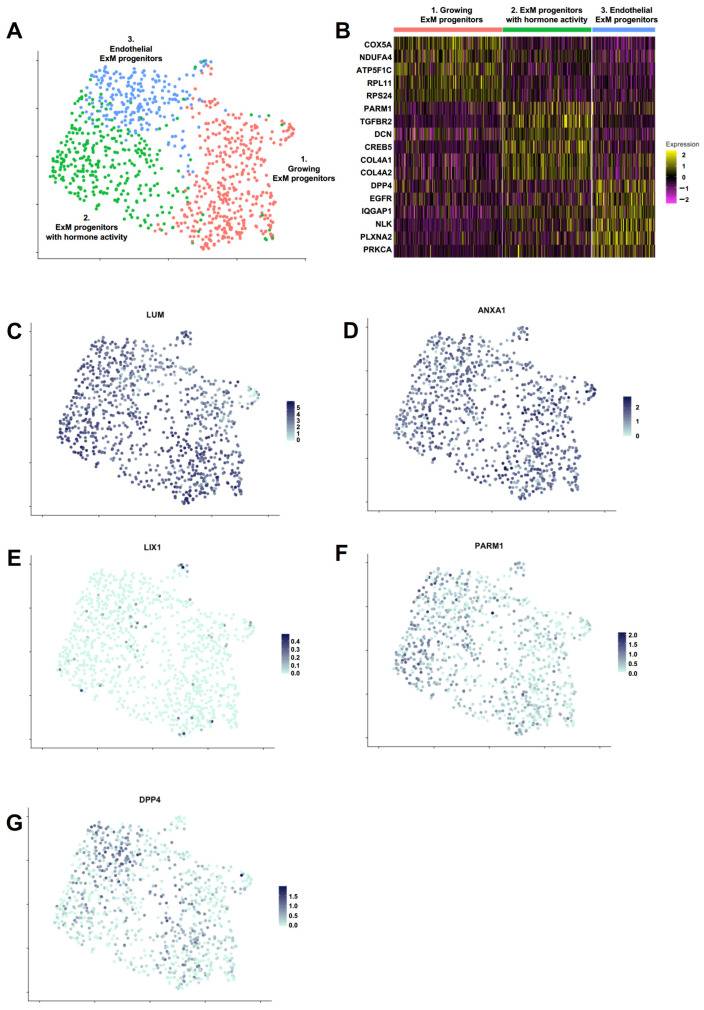 A
3.
Endothelial
ExM progenitors
1.
Growing
ExM progenitors
2.
ExM progenitors
with hormone activity
B
1. Growing
ExM progenitors
2. ExM progenitors
with hormone activity
3. Endothelial
ExM progenitors
COX5A
NDUFA4
ATP5F1C
RPL11
RPS24
PARM1
TGFBR2
DCN
CREB5
COL4A1
COL4A2
DPP4
EGFR
IQGAP1
NLK
PLXNA2
PRKCA
Expression
2
1
0
−1
−2
C
LUM
5
4
3
2
1
0
D
ANXA1
2
1
0
E
LIX1
0.4
0.3
0.2
0.1
0.0
F
PARM1
2.0
1.5
1.0
0.5
0.0
G
DPP4
1.5
1.0
0.5
0.0